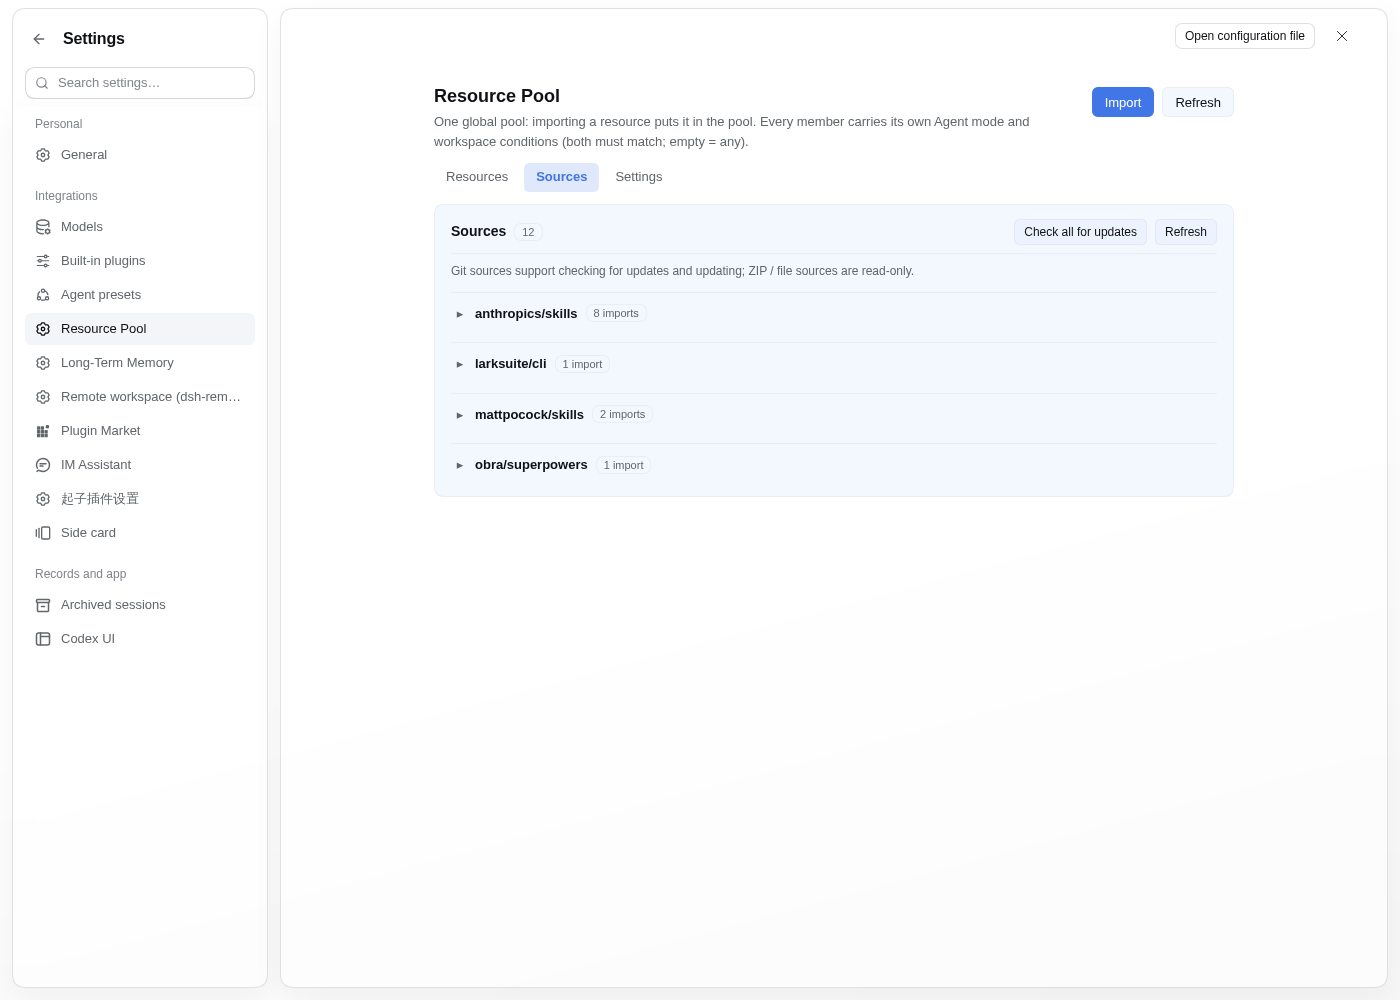 Settings
Search settings…
Personal
General
Integrations
Models
Built-in plugins
Agent presets
Resource Pool
Long-Term Memory
Remote workspace (dsh-rem…
Plugin Market
IM Assistant
起子插件设置
Side card
Records and app
Archived sessions
Codex UI
Open configuration file
Resource Pool
Import
Refresh
One global pool: importing a resource puts it in the pool. Every member carries its own Agent mode and
workspace conditions (both must match; empty = any).
Resources
Sources
Settings
Sources 12
Check all for updates
Refresh
Git sources support checking for updates and updating; ZIP / file sources are read-only.
anthropics/skills 8 imports
larksuite/cli 1 import
mattpocock/skills 2 imports
obra/superpowers 1 import